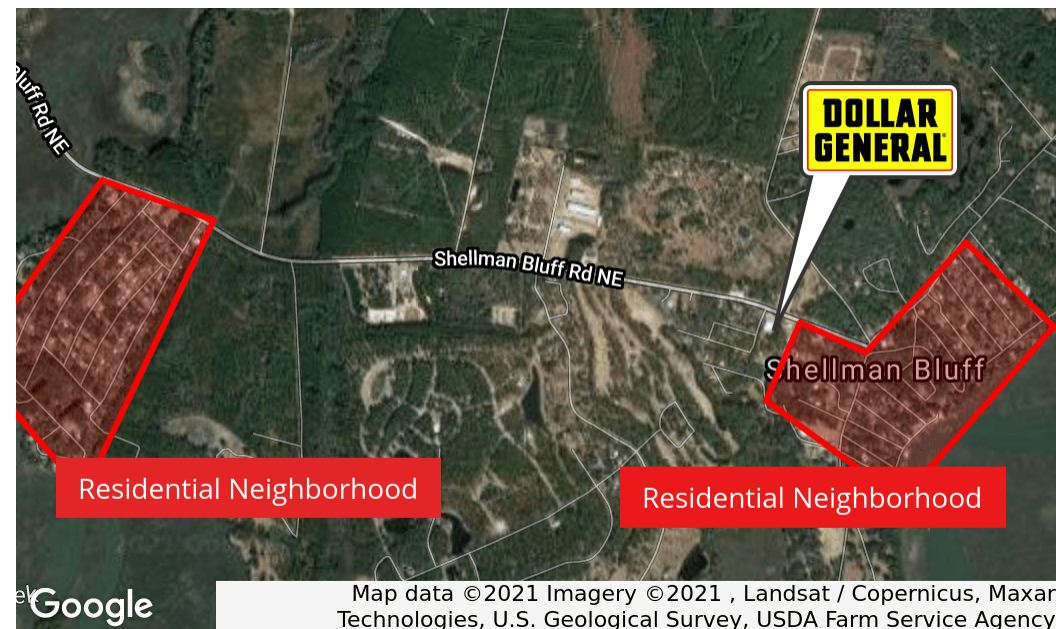 Bluff Rd NE
DOLLAR
GENERAL
Shellman Bluff Rd NE
Shellman Bluff
Residential Neighborhood
Residential Neighborhood
ek
Google
Map data ©2021 Imagery ©2021 , Landsat / Copernicus, Maxar
Technologies, U.S. Geological Survey, USDA Farm Service Agency